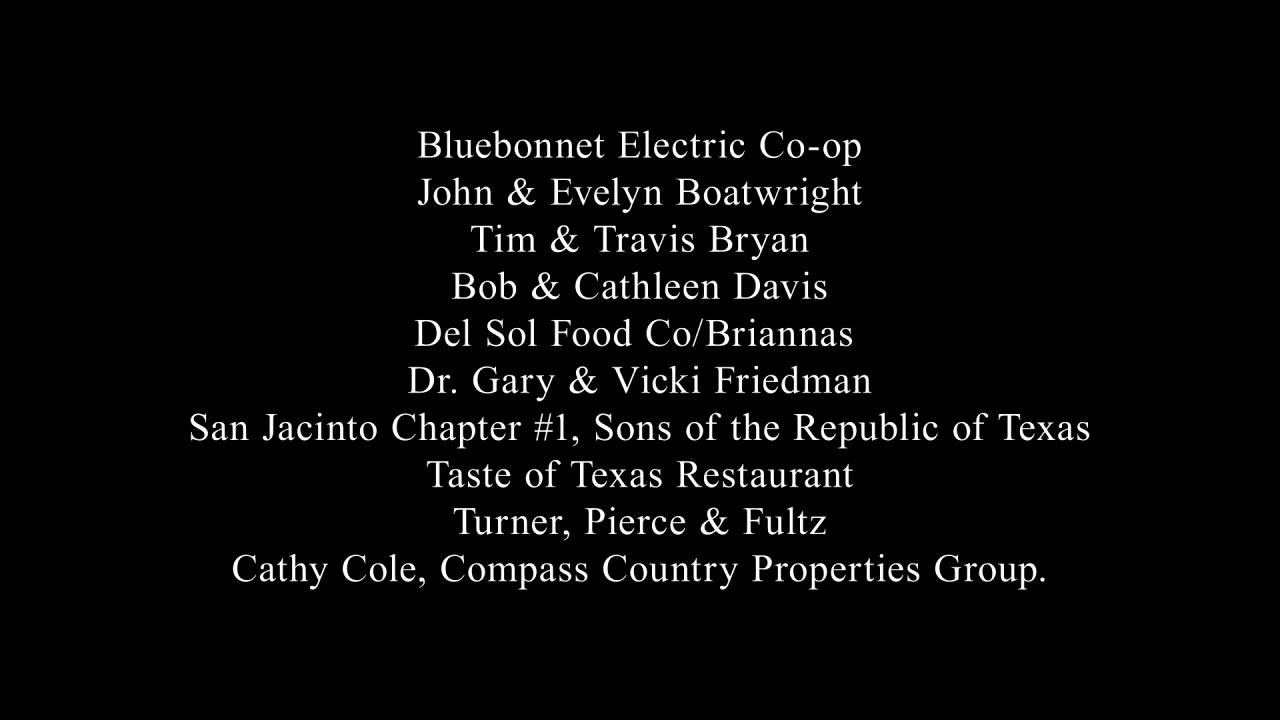 Bluebonnet Electric Co-op
John & Evelyn Boatwright
Tim & Travis Bryan
Bob & Cathleen Davis
Del Sol Food Co/Briannas
Dr. Gary & Vicki Friedman
San Jacinto Chapter #1, Sons of the Republic of Texas
Taste of Texas Restaurant
Turner, Pierce & Fultz
Cathy Cole, Compass Country Properties Group.